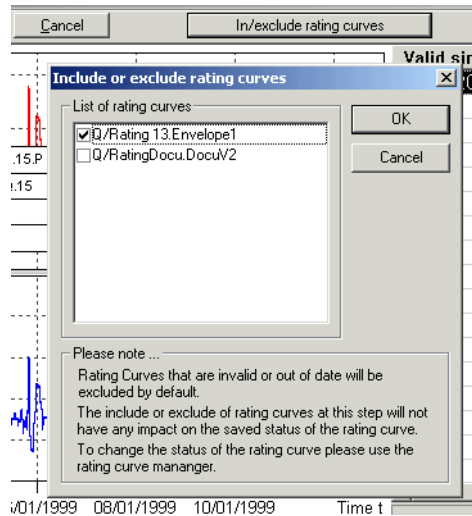 Cancel
In/exclude rating curves
Valid sin
Include or exclude rating curves
List of rating curves
Q/Rating 13.Envelope1
Q/RatingDocu.DocuV2
OK
Cancel
.15.P
.15
Please note ...
Rating Curves that are invalid or out of date will be
excluded by default.
The include or exclude of rating curves at this step will not
have any impact on the saved status of the rating curve.
To change the status of the rating curve please use the
rating curve mananger.
/01/1999 08/01/1999 10/01/1999 Time t